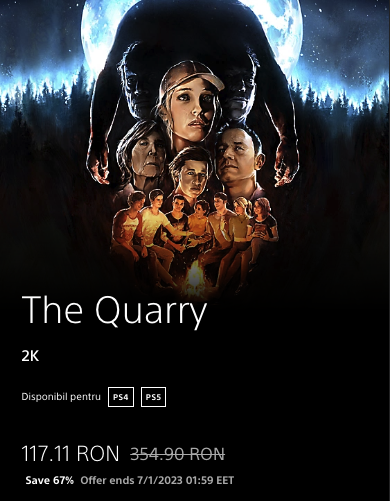 The Quarry
2K
Disponibil pentru PS4 PS5
117.11 RON 354.90 RON
Save 67% Offer ends 7/1/2023 01:59 EET